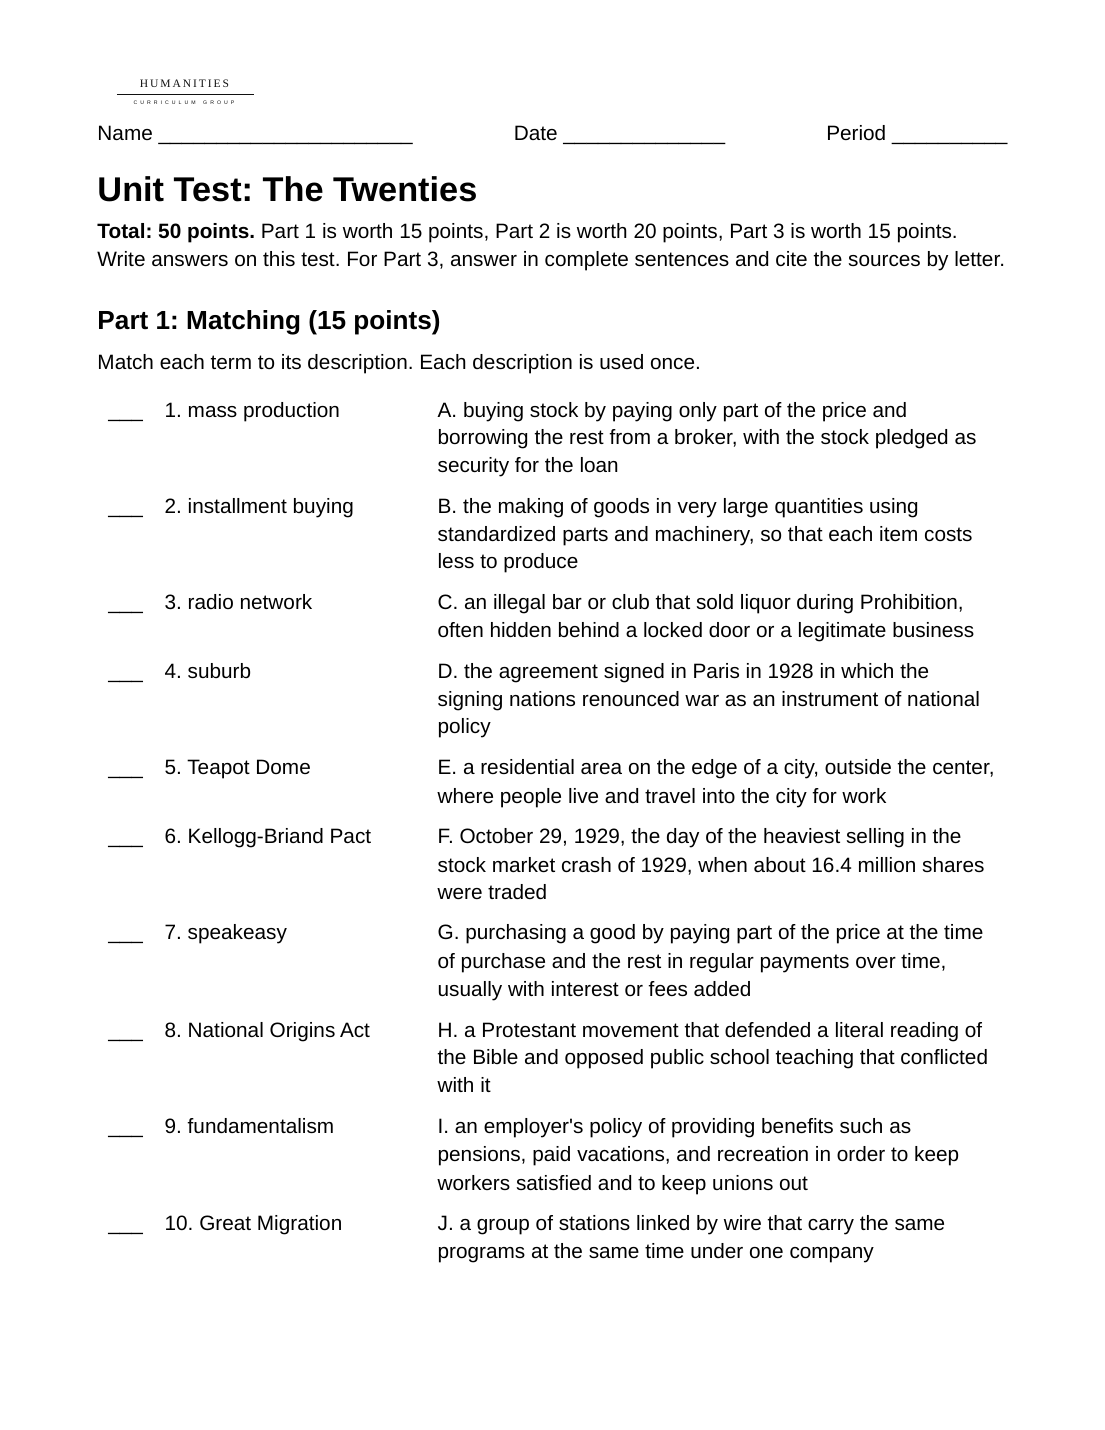 HUMANITIES
CURRICULUM GROUP
Name ______________________ Date ______________ Period __________
Unit Test: The Twenties
Total: 50 points. Part 1 is worth 15 points, Part 2 is worth 20 points, Part 3 is worth 15 points.
Write answers on this test. For Part 3, answer in complete sentences and cite the sources by letter.
Part 1: Matching (15 points)
Match each term to its description. Each description is used once.
___ 1. mass production A. buying stock by paying only part of the price and
borrowing the rest from a broker, with the stock pledged as
security for the loan
___ 2. installment buying B. the making of goods in very large quantities using
standardized parts and machinery, so that each item costs
less to produce
___ 3. radio network C. an illegal bar or club that sold liquor during Prohibition,
often hidden behind a locked door or a legitimate business
___ 4. suburb D. the agreement signed in Paris in 1928 in which the
signing nations renounced war as an instrument of national
policy
___ 5. Teapot Dome E. a residential area on the edge of a city, outside the center,
where people live and travel into the city for work
___ 6. Kellogg-Briand Pact F. October 29, 1929, the day of the heaviest selling in the
stock market crash of 1929, when about 16.4 million shares
were traded
___ 7. speakeasy G. purchasing a good by paying part of the price at the time
of purchase and the rest in regular payments over time,
usually with interest or fees added
___ 8. National Origins Act H. a Protestant movement that defended a literal reading of
the Bible and opposed public school teaching that conflicted
with it
___ 9. fundamentalism I. an employer's policy of providing benefits such as
pensions, paid vacations, and recreation in order to keep
workers satisfied and to keep unions out
___ 10. Great Migration J. a group of stations linked by wire that carry the same
programs at the same time under one company